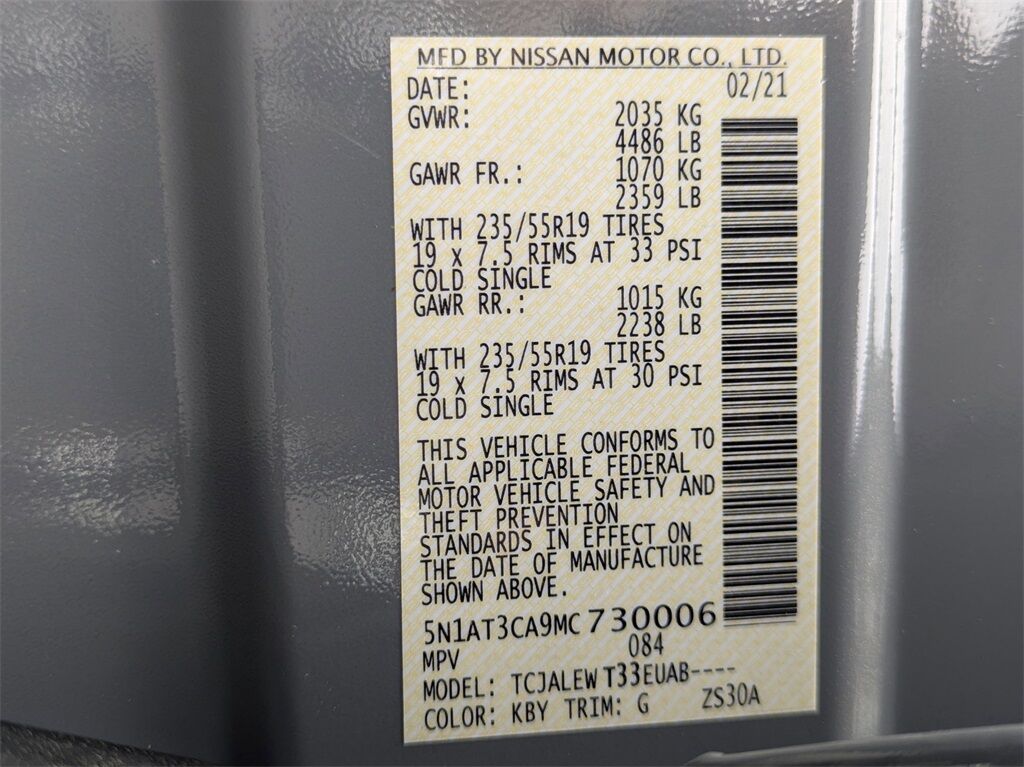 MFD BY NISSAN MOTOR CO., LTD.
DATE: 02/21
GVWR: 2035 KG
4486 LB
GAWR FR.: 1070 KG
2359 LB
WITH 235/55R19 TIRES
19 x 7.5 RIMS AT 33 PSI
COLD SINGLE
GAWR RR.: 1015 KG
2238 LB
WITH 235/55R19 TIRES
19 x 7.5 RIMS AT 30 PSI
COLD SINGLE
THIS VEHICLE CONFORMS TO
ALL APPLICABLE FEDERAL
MOTOR VEHICLE SAFETY AND
THEFT PREVENTION
STANDARDS IN EFFECT ON
THE DATE OF MANUFACTURE
SHOWN ABOVE.
5N1AT3CA9MC730006
MPV 084
MODEL: TCJALEW T33EUAB----
COLOR: KBY TRIM: G ZS30A